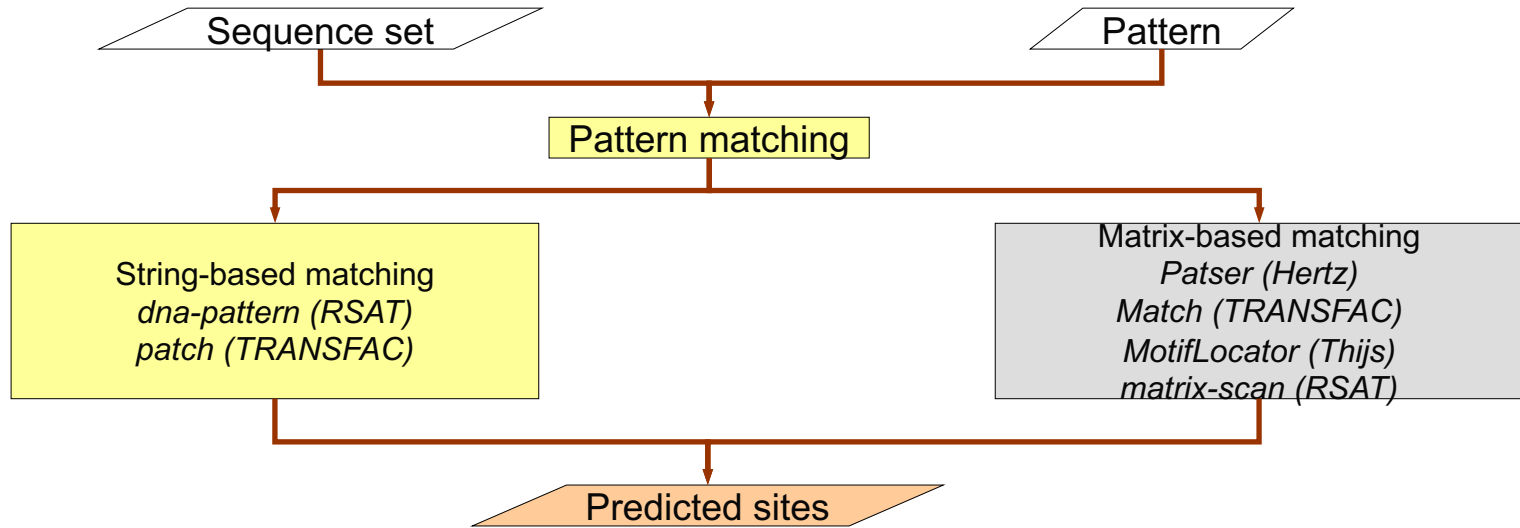 Sequence set
Pattern
Pattern matching
String-based matching
dna-pattern (RSAT)
patch (TRANSFAC)
Matrix-based matching
Patser (Hertz)
Match (TRANSFAC)
MotifLocator (Thijs)
matrix-scan (RSAT)
Predicted sites